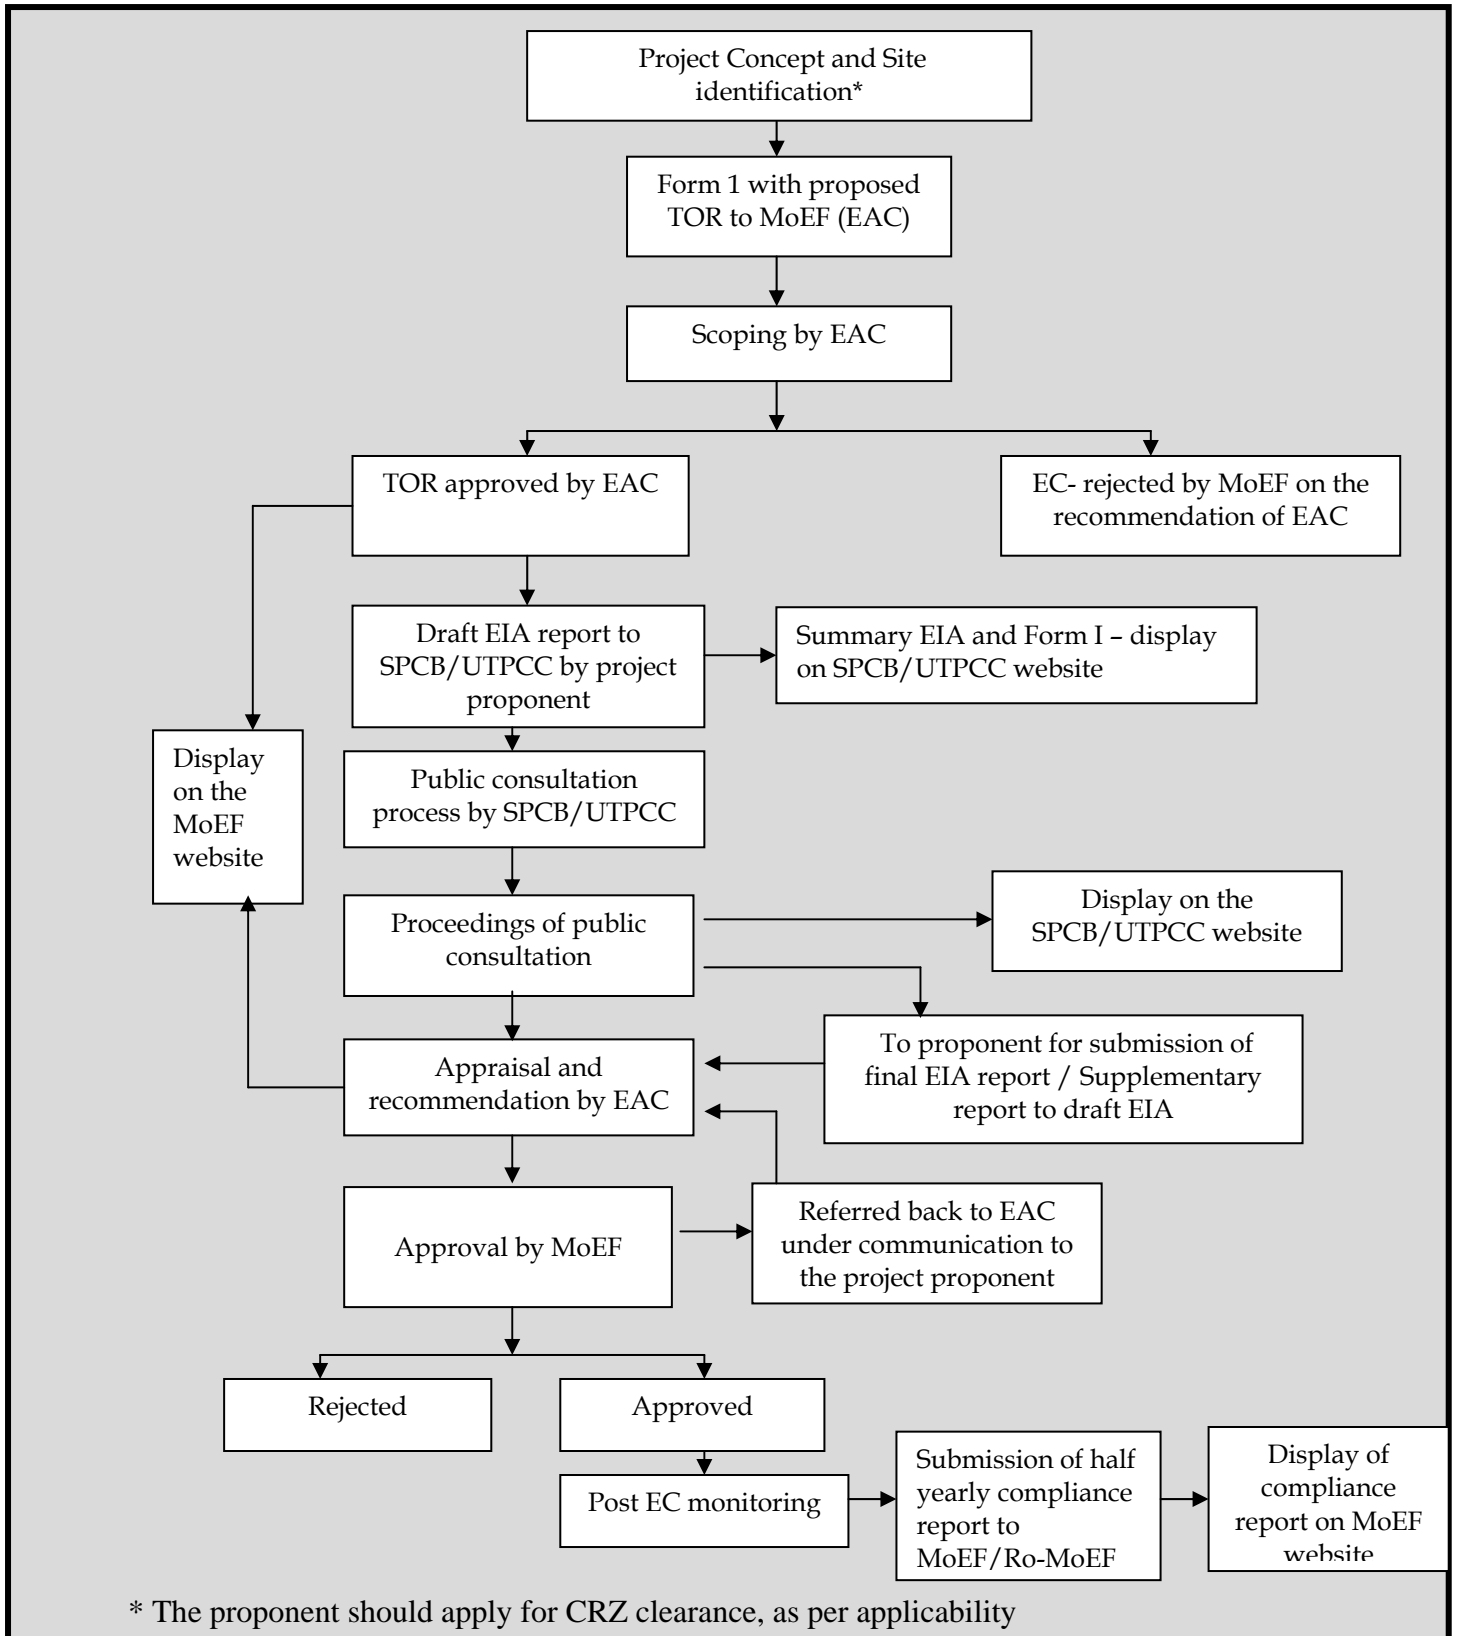 Project Concept and Site
identification*
Form 1 with proposed
TOR to MoEF (EAC)
Scoping by EAC
TOR approved by EAC
EC- rejected by MoEF on the
recommendation of EAC
Draft EIA report to
SPCB/UTPCC by project
proponent
Summary EIA and Form I – display
on SPCB/UTPCC website
Display
on the
MoEF
website
Public consultation
process by SPCB/UTPCC
Proceedings of public
consultation
Display on the
SPCB/UTPCC website
To proponent for submission of
final EIA report / Supplementary
report to draft EIA
Appraisal and
recommendation by EAC
Approval by MoEF
Referred back to EAC
under communication to
the project proponent
Rejected
Approved
Post EC monitoring
Submission of half
yearly compliance
report to
MoEF/Ro-MoEF
Display of
compliance
report on MoEF
website
* The proponent should apply for CRZ clearance, as per applicability